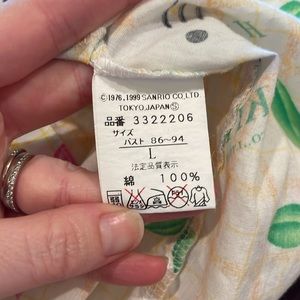 ©1976,1999 SANRIO CO.,LTD
TOKYO,JAPAN Ⓢ
品番 3322206
サイズ
バスト 86~94
L
法定品質表示
綿 100%